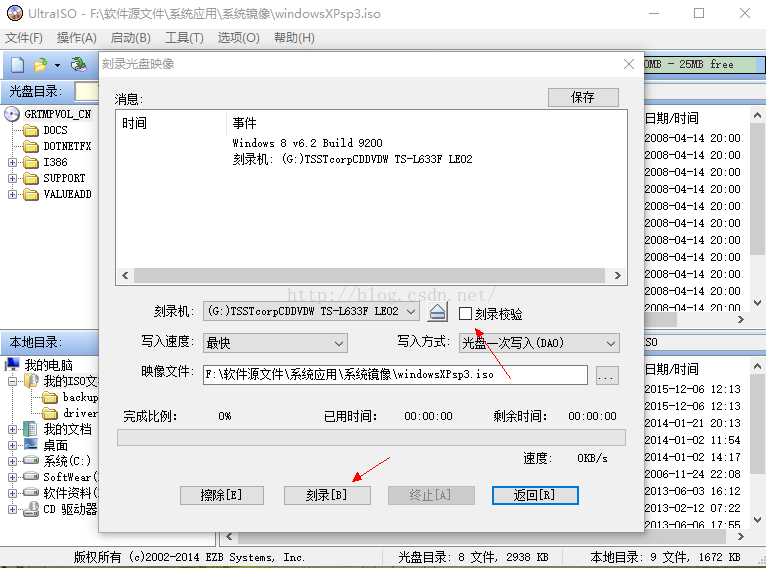 UltraISO - F:\软件源文件\系统应用\系统镜像\windowsXPsp3.iso
文件(F) 操作(A) 启动(B) 工具(T) 选项(O) 帮助(H)
刻录光盘映像
0MB - 25MB free
光盘目录:
消息:
保存
日期/时间
GRTMPVOL_CN
DOCS
DOTNETFX
I386
SUPPORT
VALUEADD
时间 事件
Windows 8 v6.2 Build 9200
刻录机: (G:)TSSTcorpCDDVDW TS-L633F LE02
2008-04-14 20:00
2008-04-14 20:00
2008-04-14 20:00
2008-04-14 20:00
2008-04-14 20:00
2008-04-14 20:00
2008-04-14 20:00
2008-04-14 20:00
2008-04-14 20:00
2008-04-14 20:00
2008-04-14 20:00
http://blog.csdn.net/
刻录机: (G:)TSSTcorpCDDVDW TS-L633F LE02 刻录校验
写入速度: 最快 写入方式: 光盘一次写入(DAO)
映像文件: F:\软件源文件\系统应用\系统镜像\windowsXPsp3.iso ...
完成比例: 0% 已用时间: 00:00:00 剩余时间: 00:00:00
速度: 0KB/s
擦除[E] 刻录[B] 终止[A] 返回[R]
本地目录:
ISO
我的电脑
我的ISO文
backup
driver
我的文档
桌面
系统(C:)
SoftWear(
软件资料(
CD 驱动器
日期/时间
2015-12-06 12:13
2015-12-06 12:13
2014-01-21 20:13
2014-01-02 11:54
2014-01-02 14:17
2006-11-24 22:08
2013-06-03 16:12
2013-02-12 07:22
2013-07-06 17:55
版权所有 (c)2002-2014 EZB Systems, Inc. 光盘目录: 8 文件, 2938 KB 本地目录: 9 文件, 1672 KB